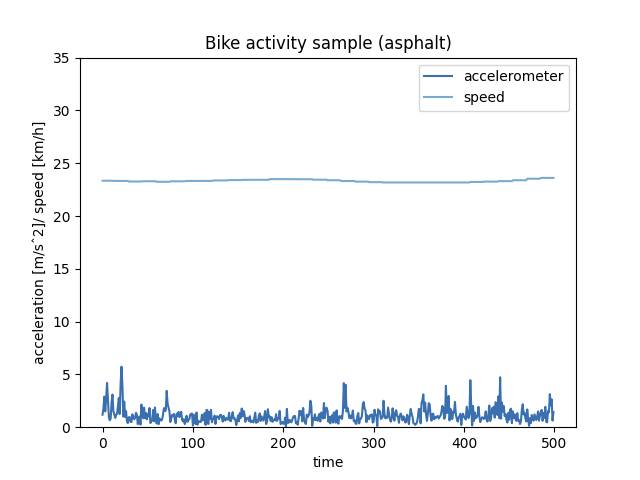 Bike activity sample (asphalt)
accelerometer
speed
acceleration [m/sˆ2]/ speed [km/h]
35
30
25
20
15
10
5
0
0 100 200 300 400 500
time